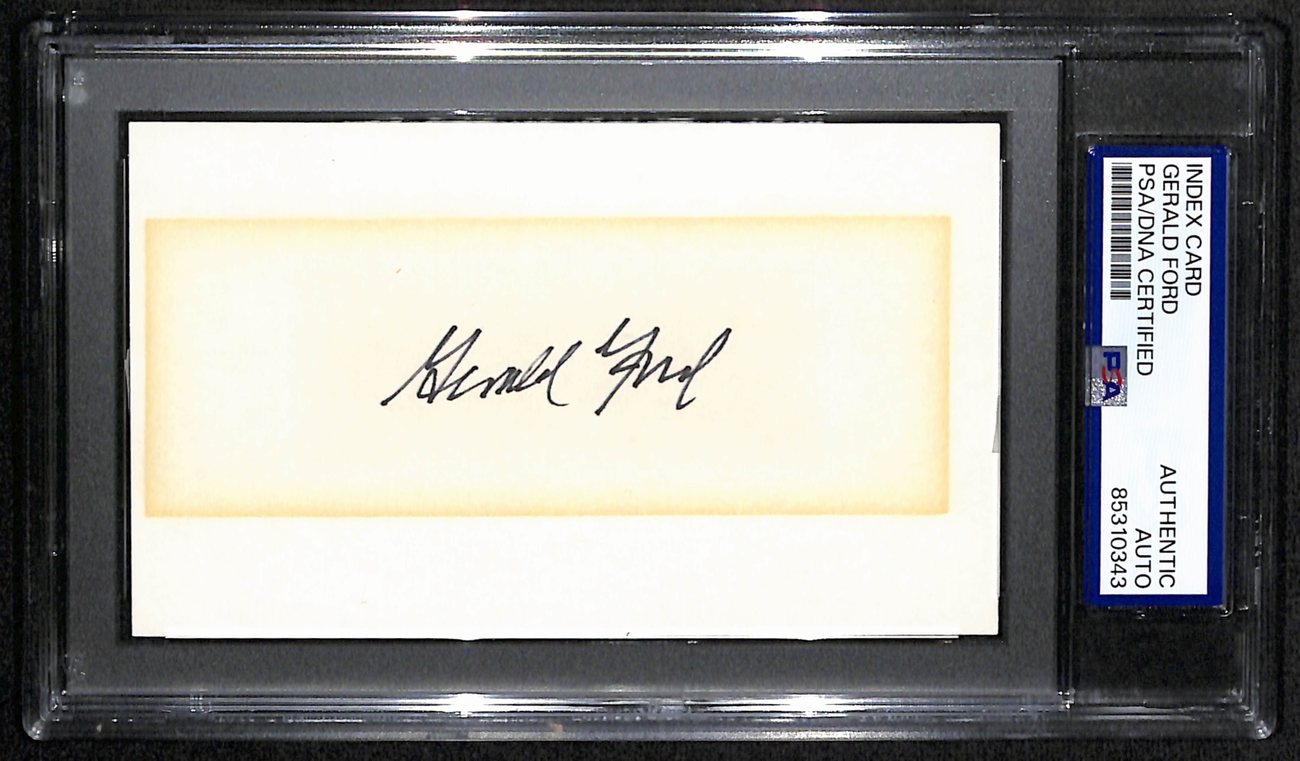 Gerald Ford
INDEX CARD
GERALD FORD
PSA/DNA CERTIFIED
PSA
AUTHENTIC
AUTO
85310343